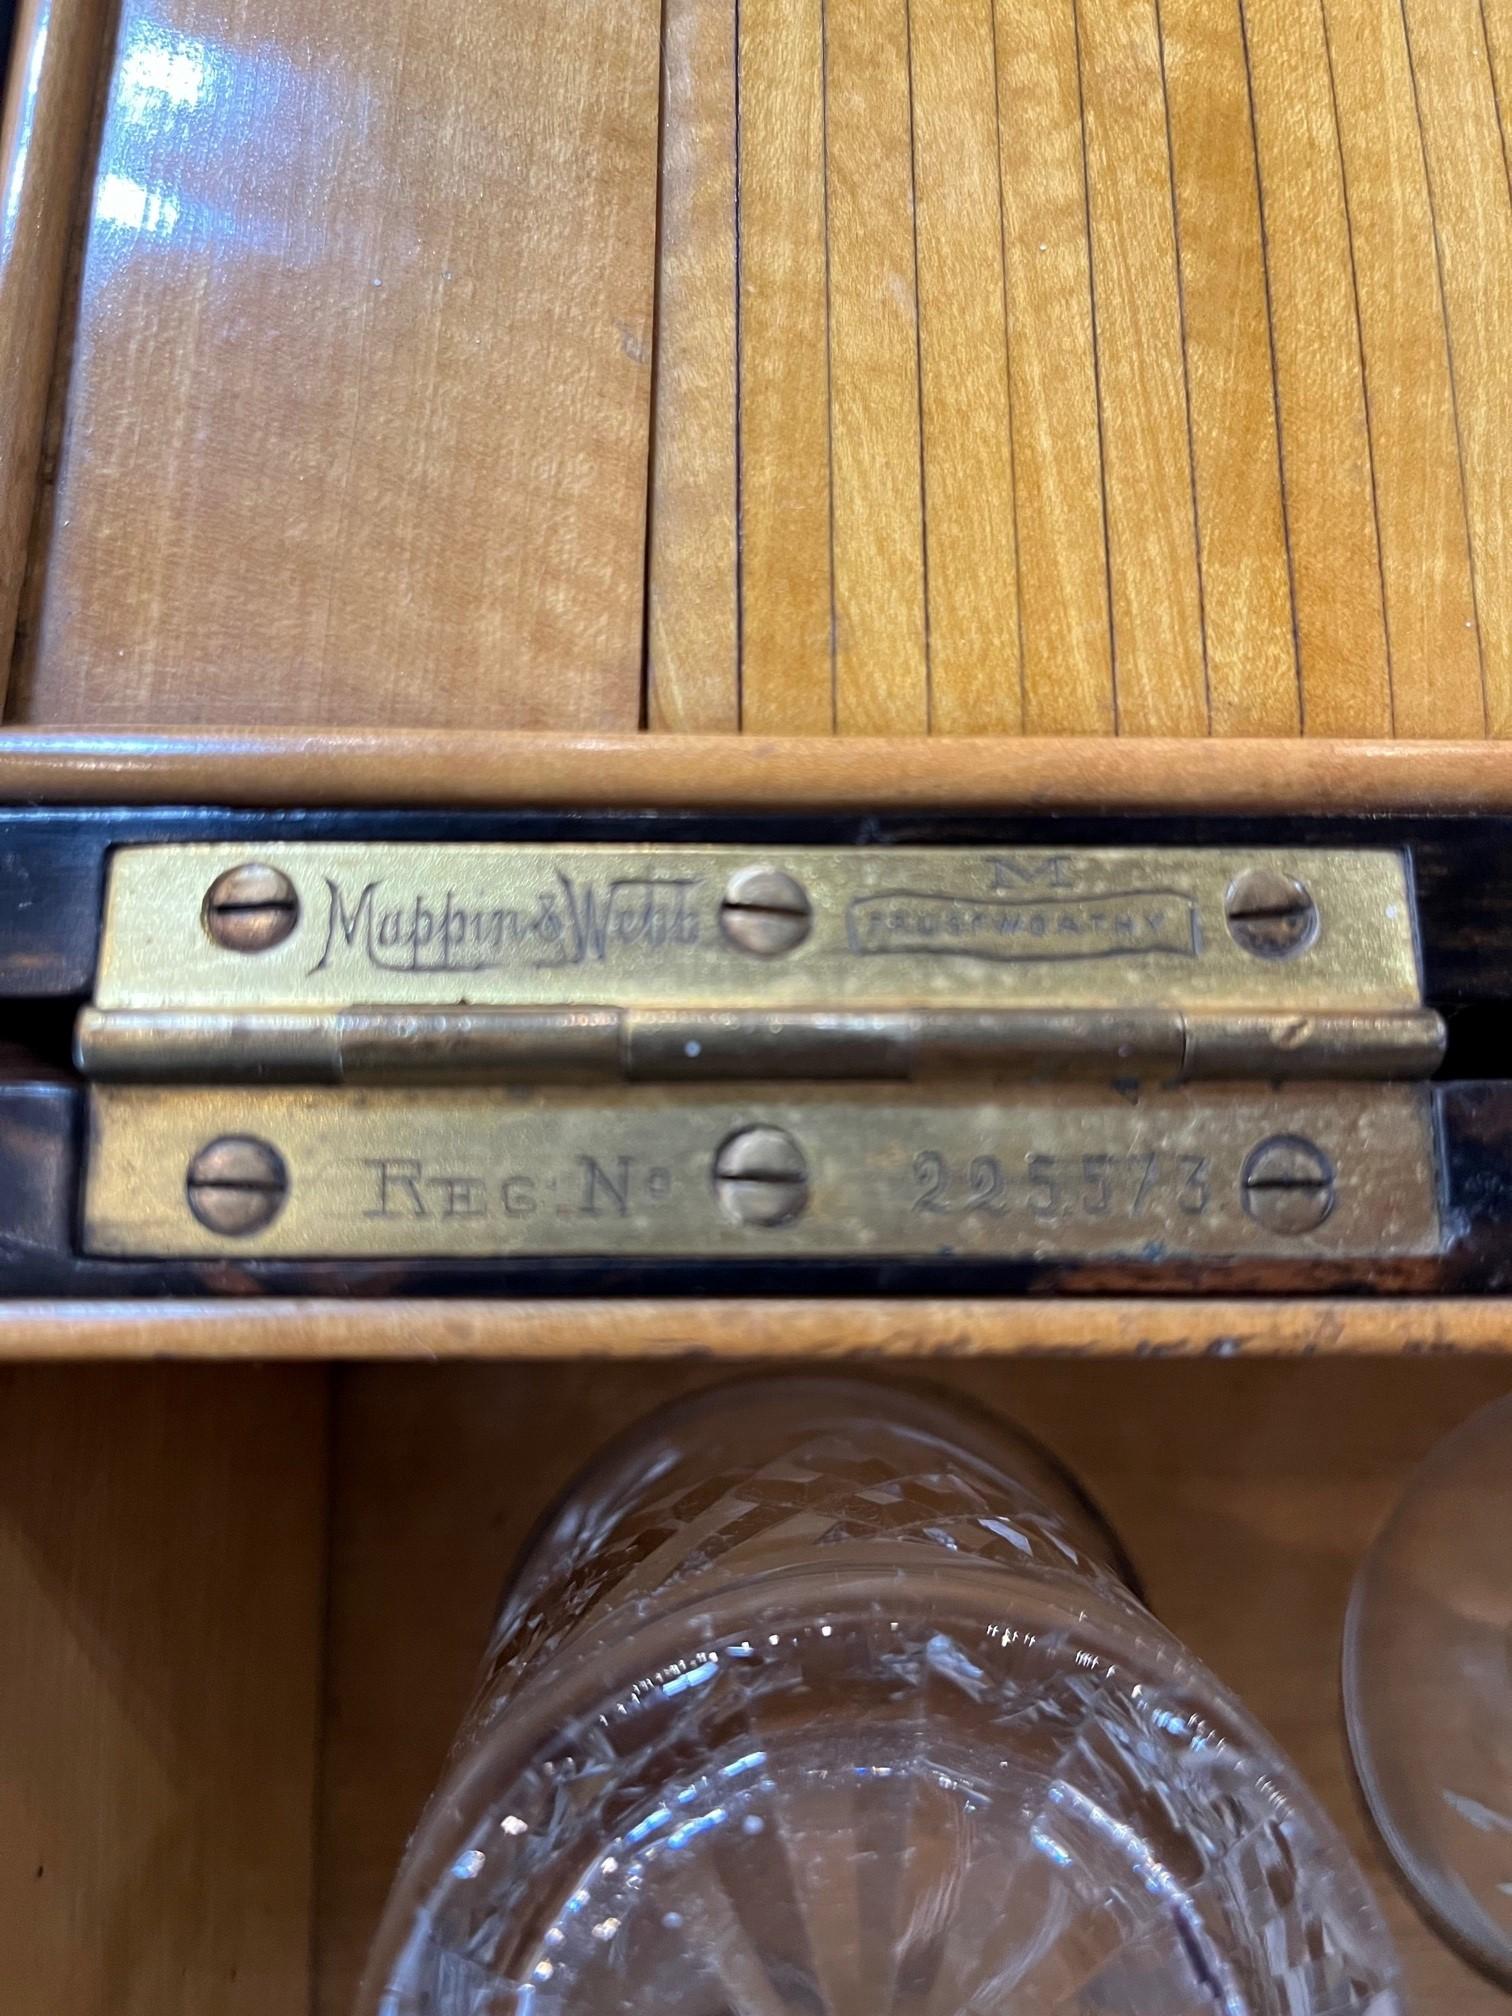 Mappin & Webb
M
TRUSTWORTHY
REG. No 225573